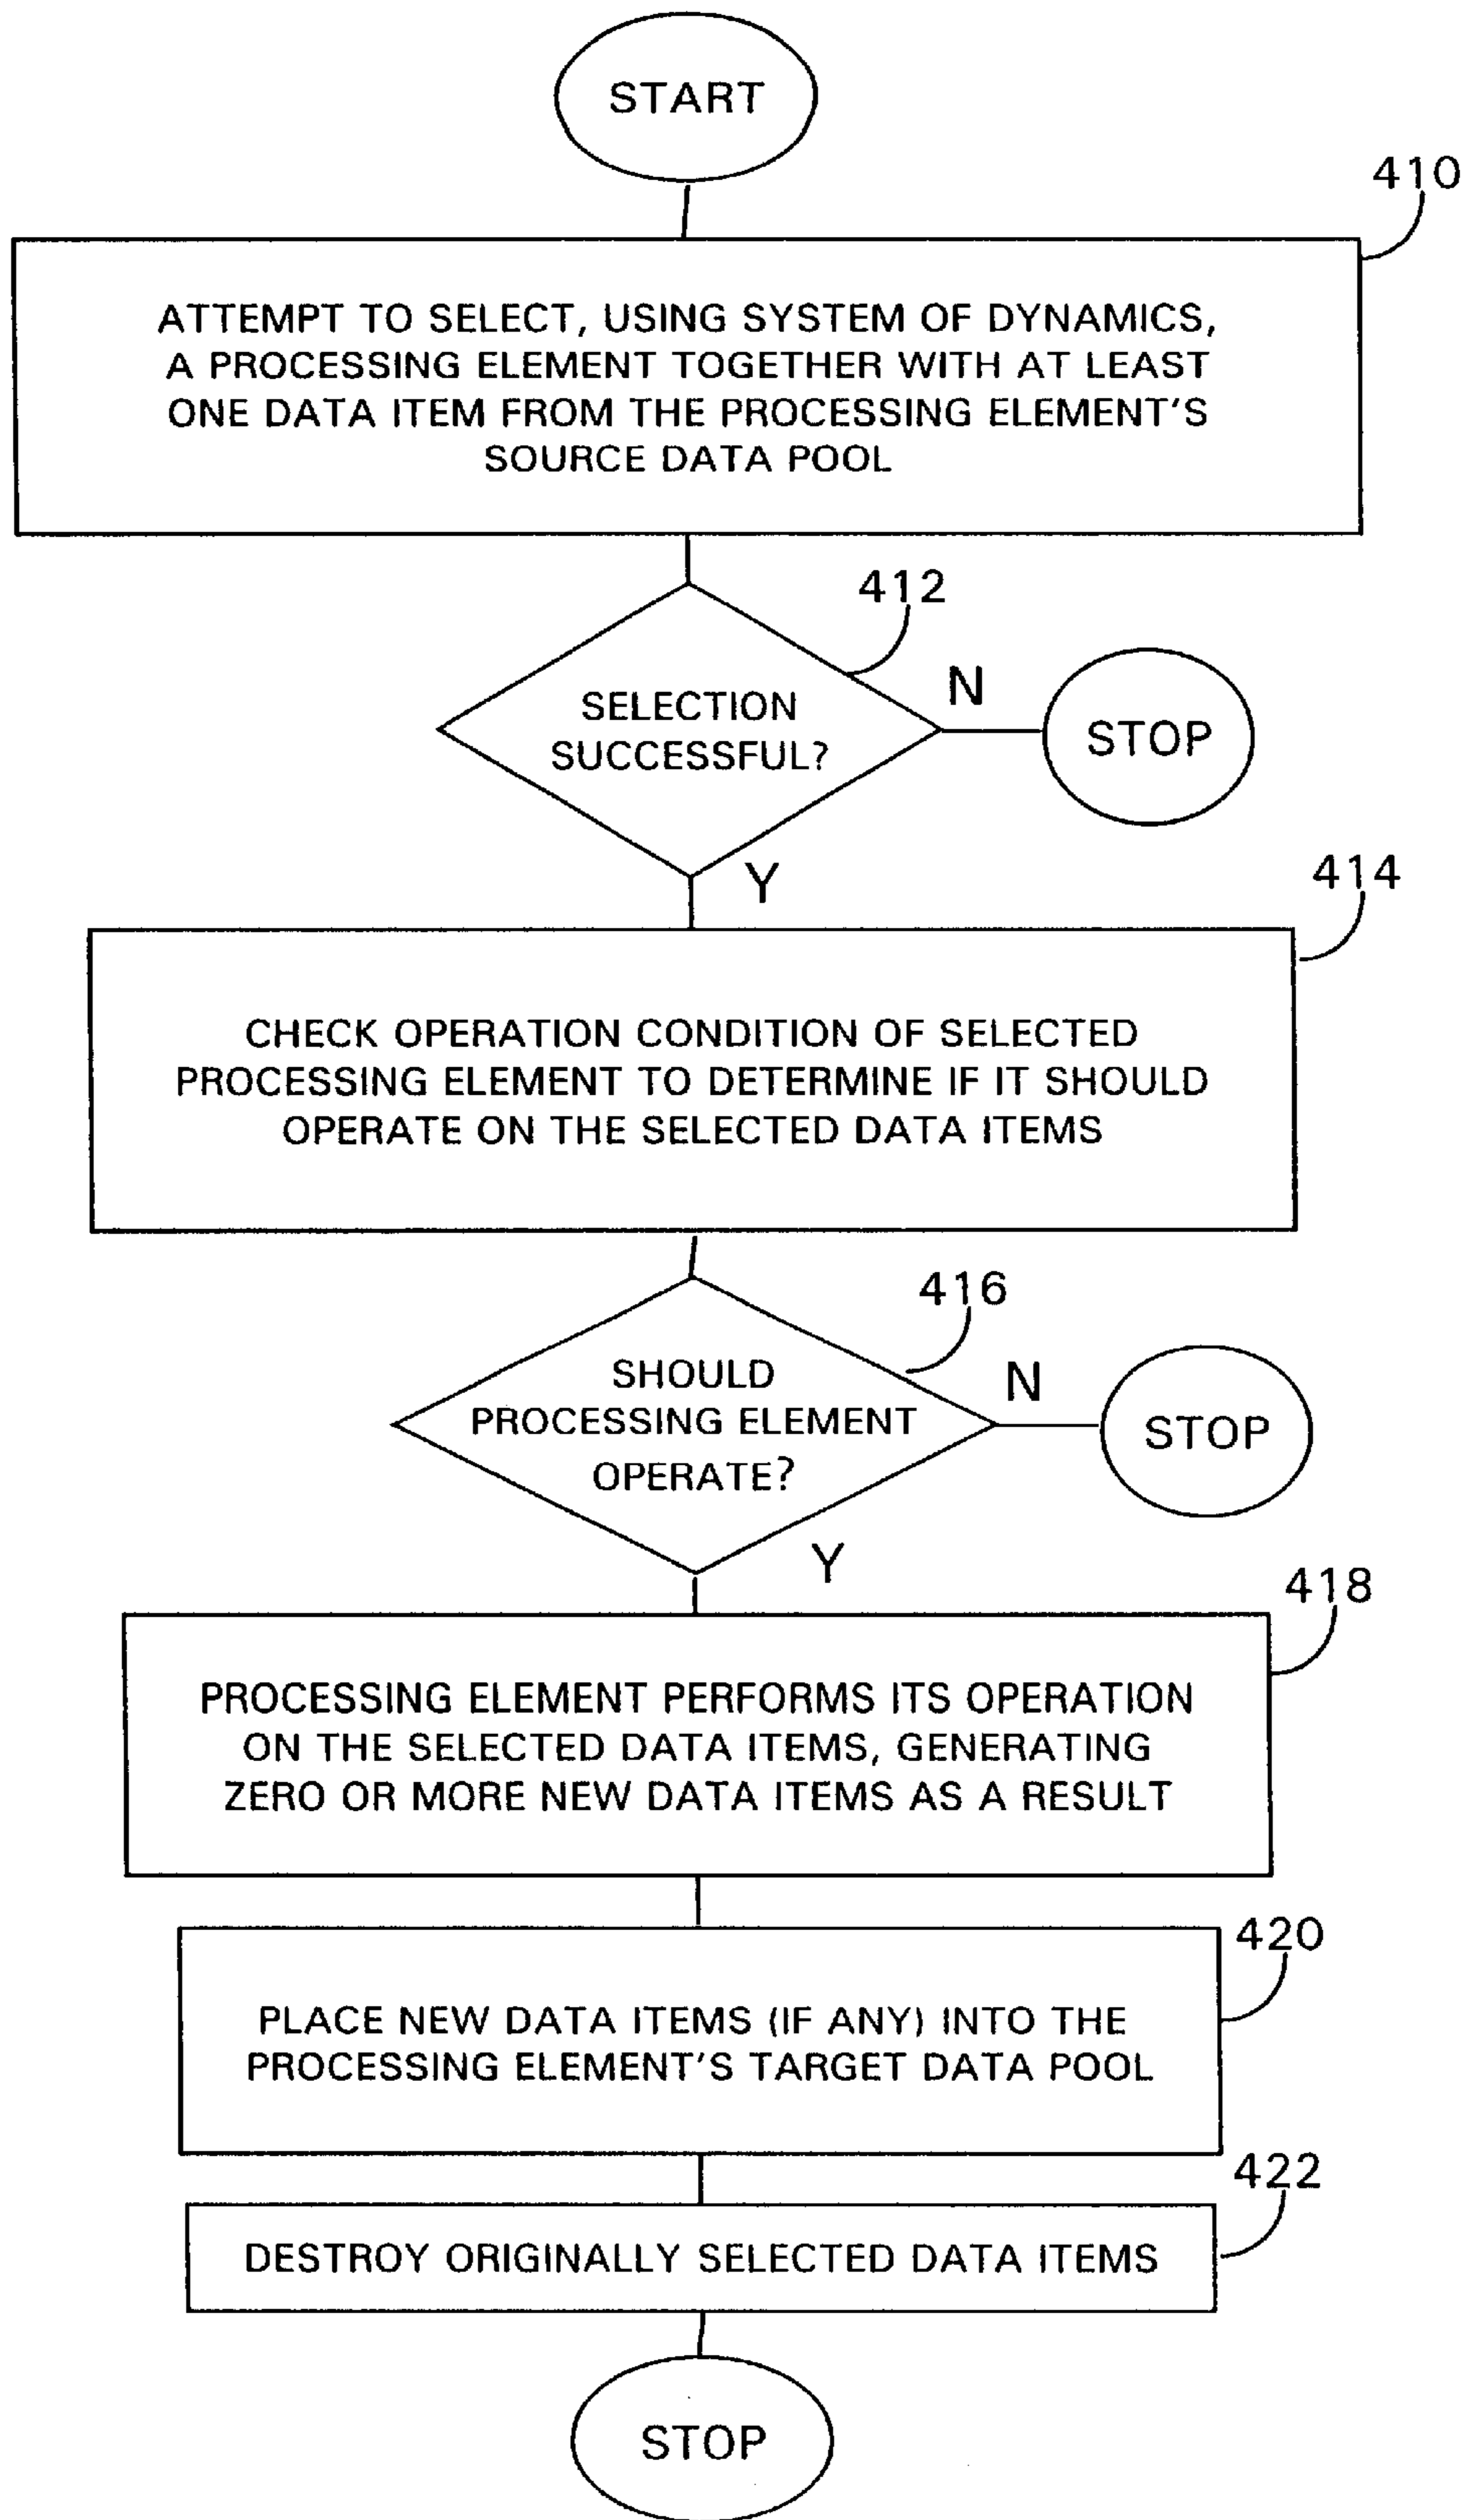 START
410
ATTEMPT TO SELECT, USING SYSTEM OF DYNAMICS,
A PROCESSING ELEMENT TOGETHER WITH AT LEAST
ONE DATA ITEM FROM THE PROCESSING ELEMENT'S
SOURCE DATA POOL
412
SELECTION
SUCCESSFUL?
N
STOP
Y
414
CHECK OPERATION CONDITION OF SELECTED
PROCESSING ELEMENT TO DETERMINE IF IT SHOULD
OPERATE ON THE SELECTED DATA ITEMS
416
SHOULD
PROCESSING ELEMENT
OPERATE?
N
STOP
Y
418
PROCESSING ELEMENT PERFORMS ITS OPERATION
ON THE SELECTED DATA ITEMS, GENERATING
ZERO OR MORE NEW DATA ITEMS AS A RESULT
420
PLACE NEW DATA ITEMS (IF ANY) INTO THE
PROCESSING ELEMENT'S TARGET DATA POOL
422
DESTROY ORIGINALLY SELECTED DATA ITEMS
STOP